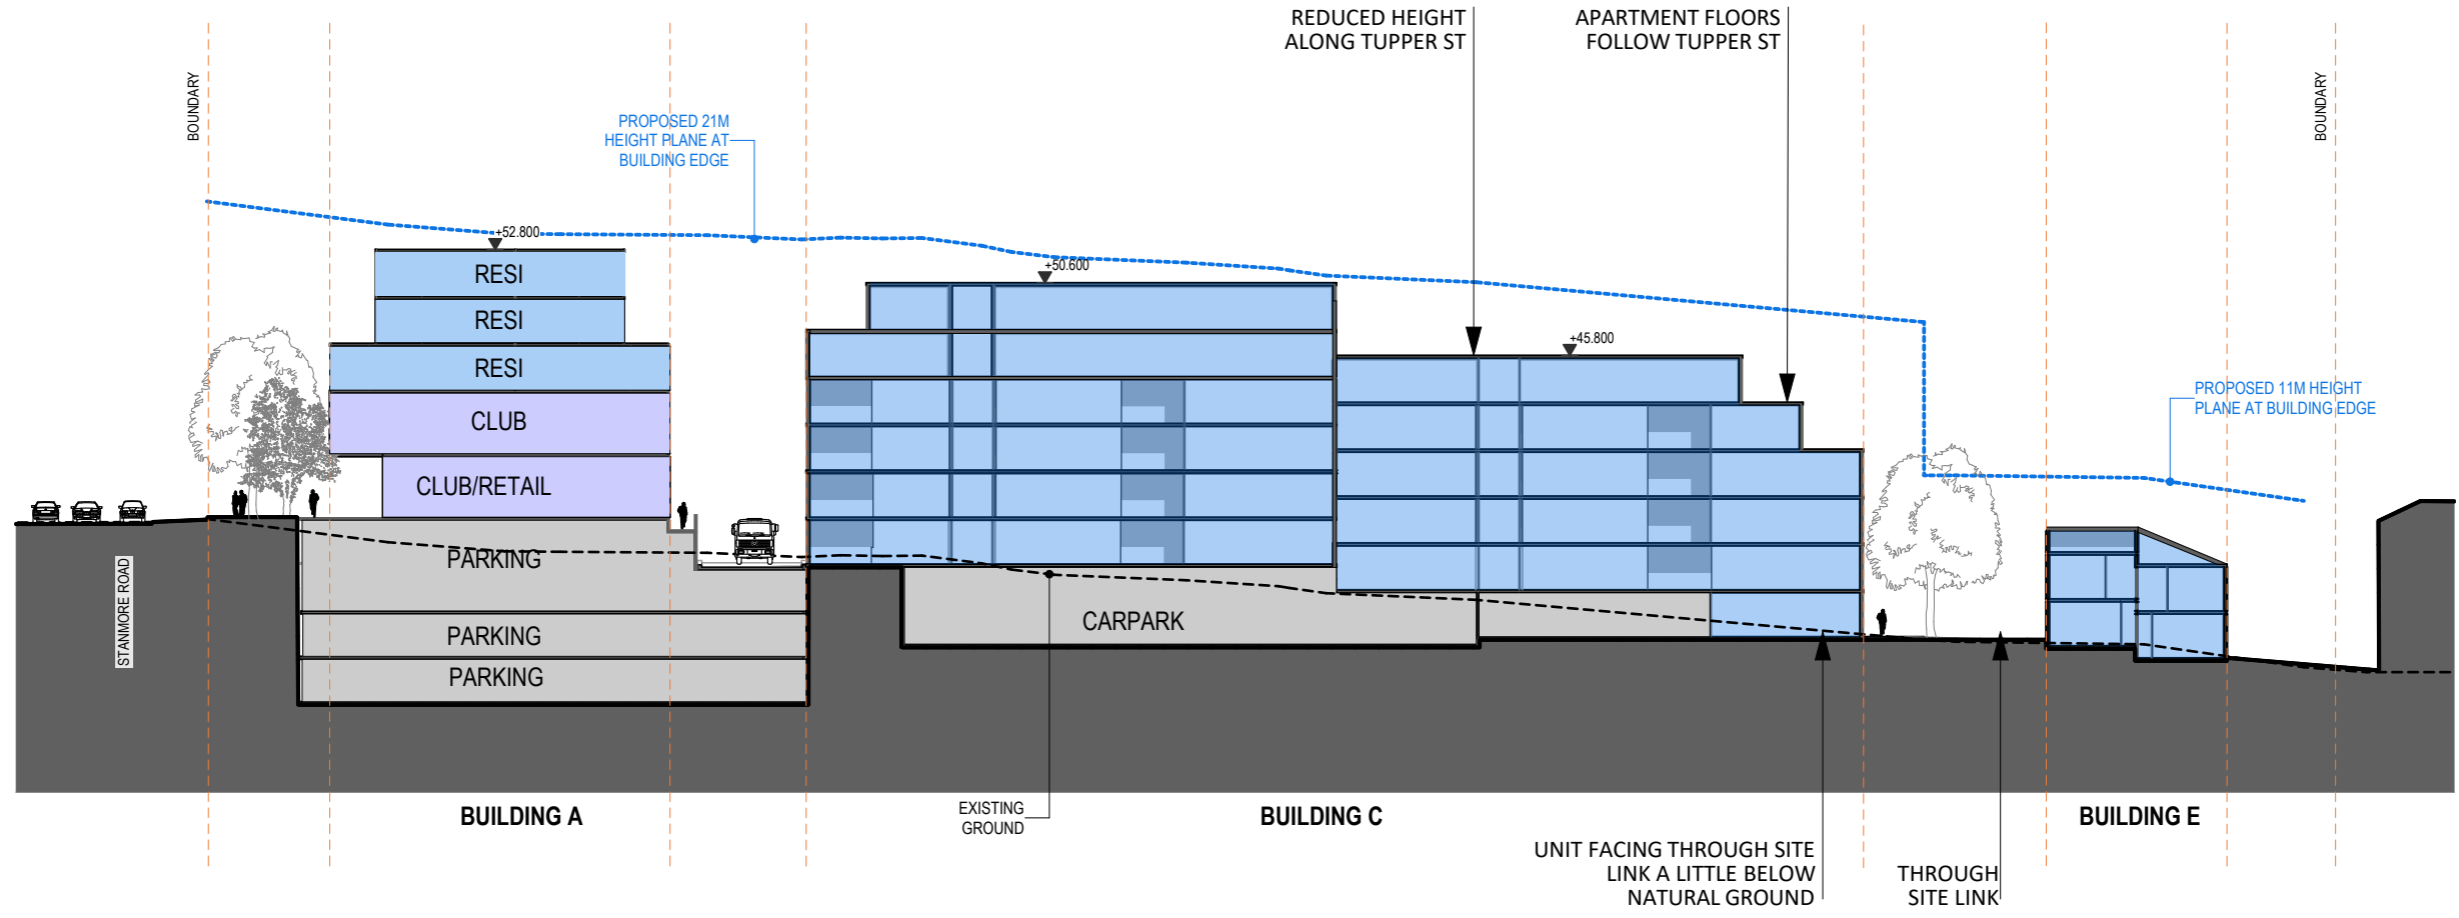 REDUCED HEIGHT
ALONG TUPPER ST
APARTMENT FLOORS
FOLLOW TUPPER ST
BOUNDARY
BOUNDARY
PROPOSED 21M
HEIGHT PLANE AT
BUILDING EDGE
+52.800
+50.600
+45.800
RESI
RESI
RESI
CLUB
CLUB/RETAIL
PROPOSED 11M HEIGHT
PLANE AT BUILDING EDGE
PARKING
PARKING
PARKING
CARPARK
STANMORE ROAD
BUILDING A
EXISTING
GROUND
BUILDING C
BUILDING E
UNIT FACING THROUGH SITE
LINK A LITTLE BELOW
NATURAL GROUND
THROUGH
SITE LINK